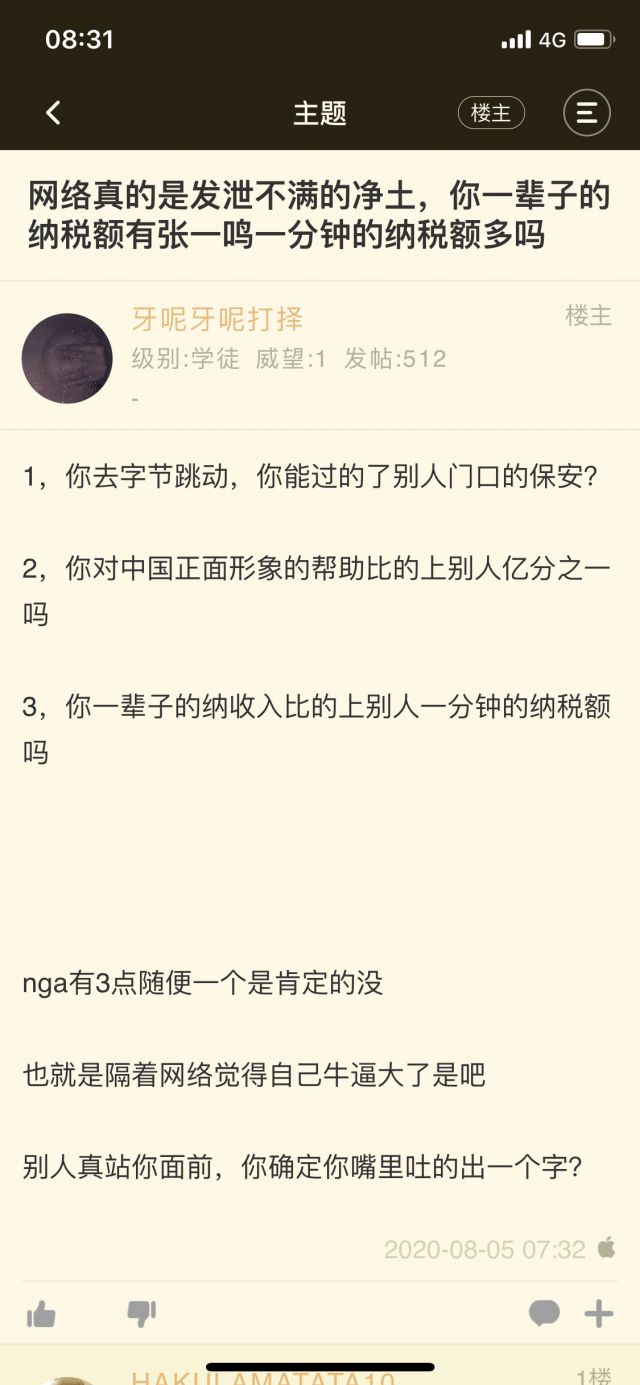 08:31
4G
主题
楼主
网络真的是发泄不满的净土，你一辈子的
纳税额有张一鸣一分钟的纳税额多吗
牙呢牙呢打择
楼主
级别:学徒 威望:1 发帖:512
-
1，你去字节跳动，你能过的了别人门口的保安?
2，你对中国正面形象的帮助比的上别人亿分之一
吗
3，你一辈子的纳收入比的上别人一分钟的纳税额
吗
nga有3点随便一个是肯定的没
也就是隔着网络觉得自己牛逼大了是吧
别人真站你面前，你确定你嘴里吐的出一个字?
2020-08-05 07:32
HAKULAMATATA10
1楼